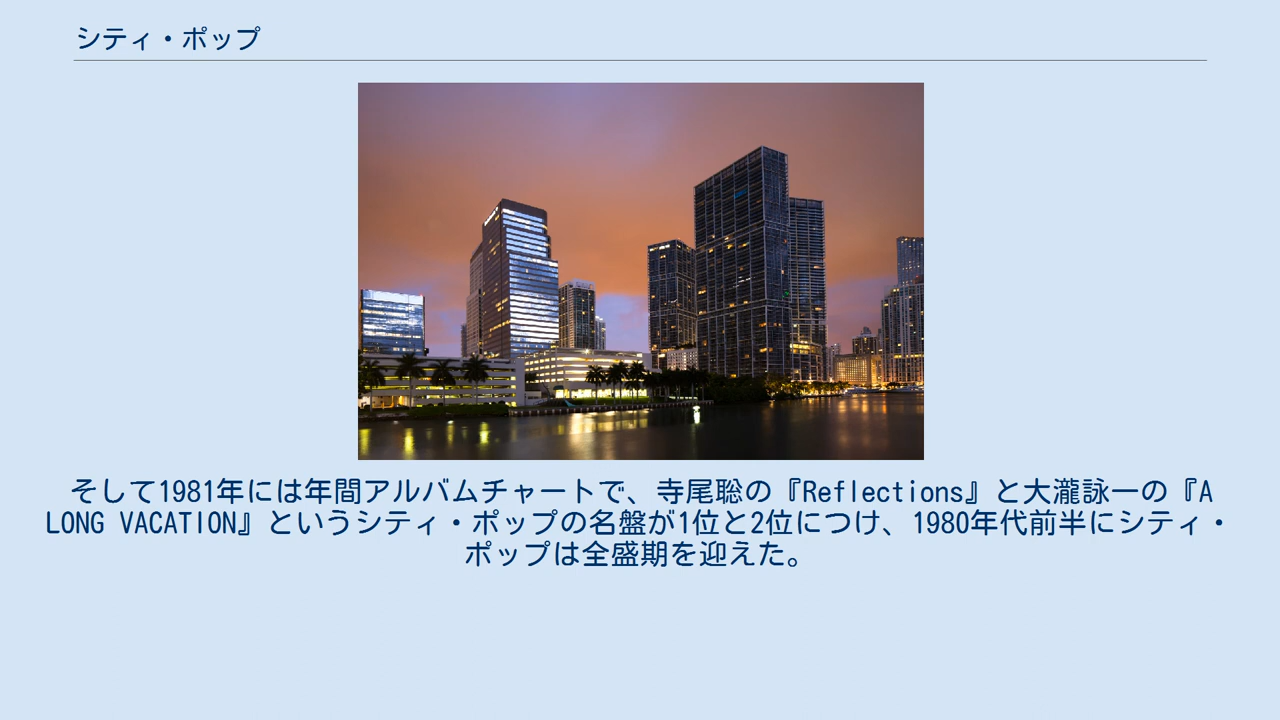 シティ・ポップ
そして1981年には年間アルバムチャートで、寺尾聡の『Reflections』と大瀧詠一の『A
LONG VACATION』というシティ・ポップの名盤が1位と2位につけ、1980年代前半にシティ・
ポップは全盛期を迎えた。